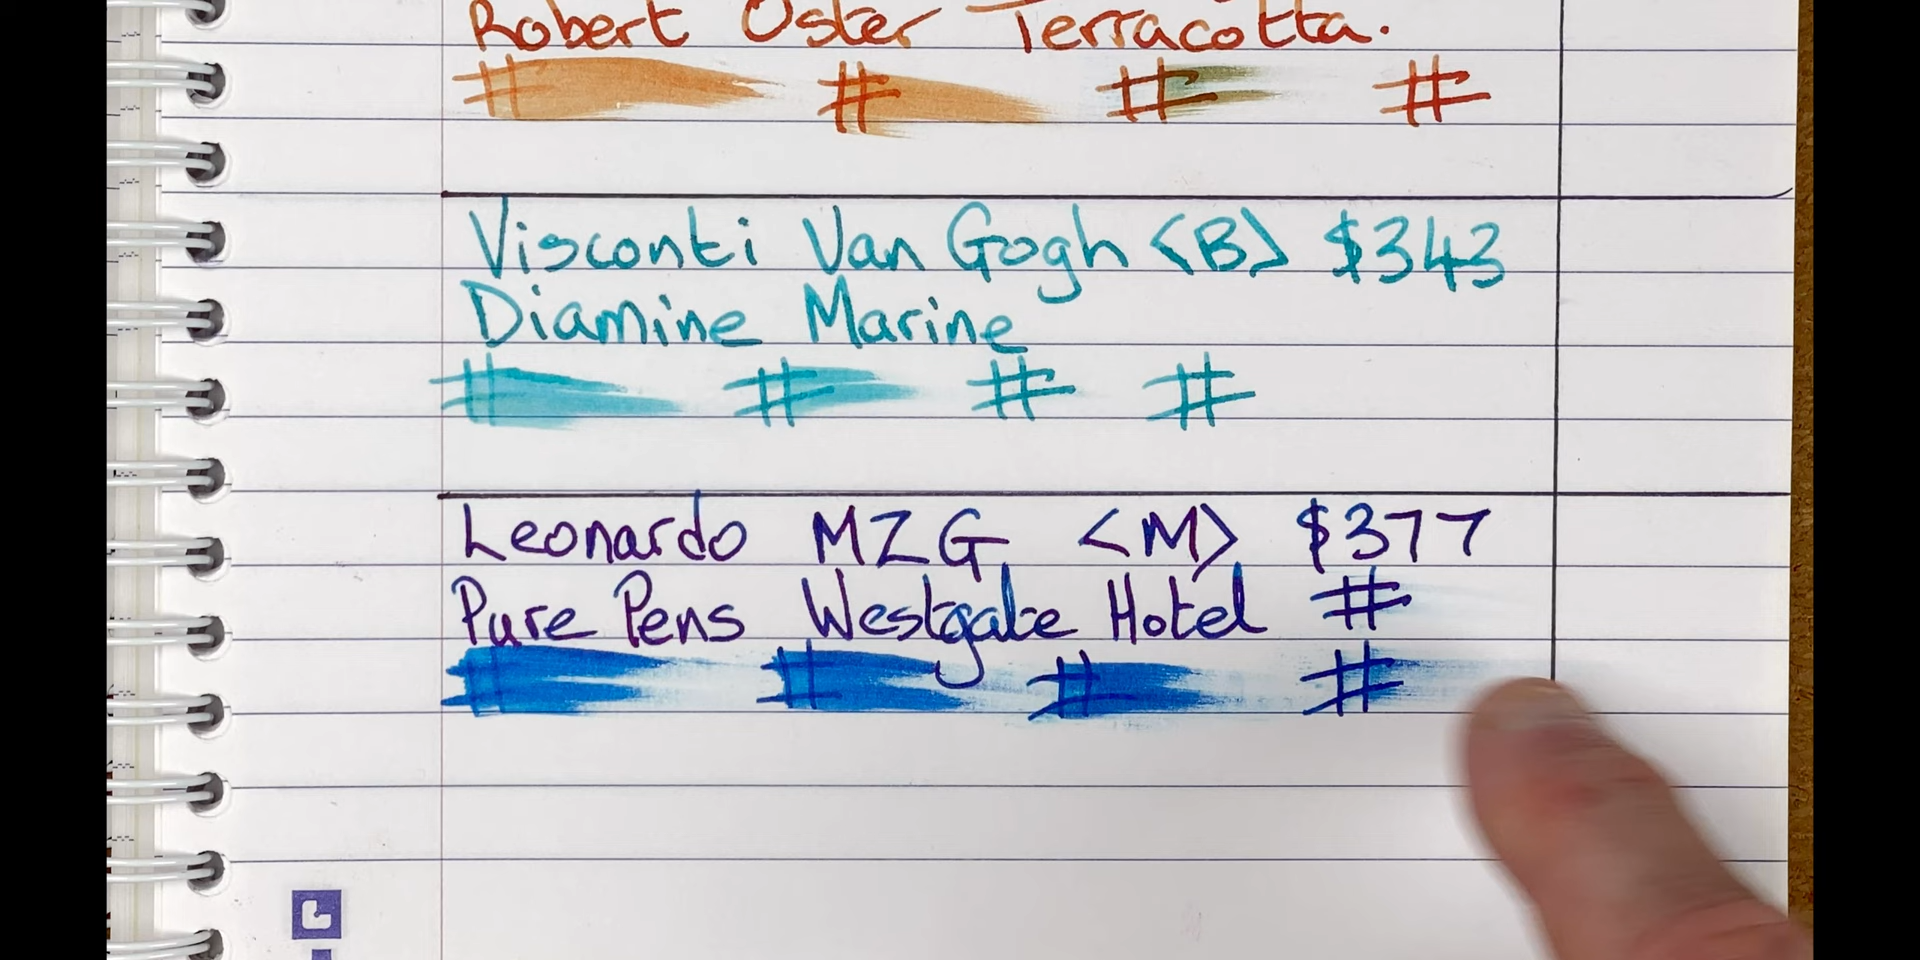 Robert Oster Terracotta.
# # # #
Visconti Van Gogh <B> $343
Diamine Marine
# # # #
Leonardo MZG <M> $377
Pure Pens Westgate Hotel #
# # # #